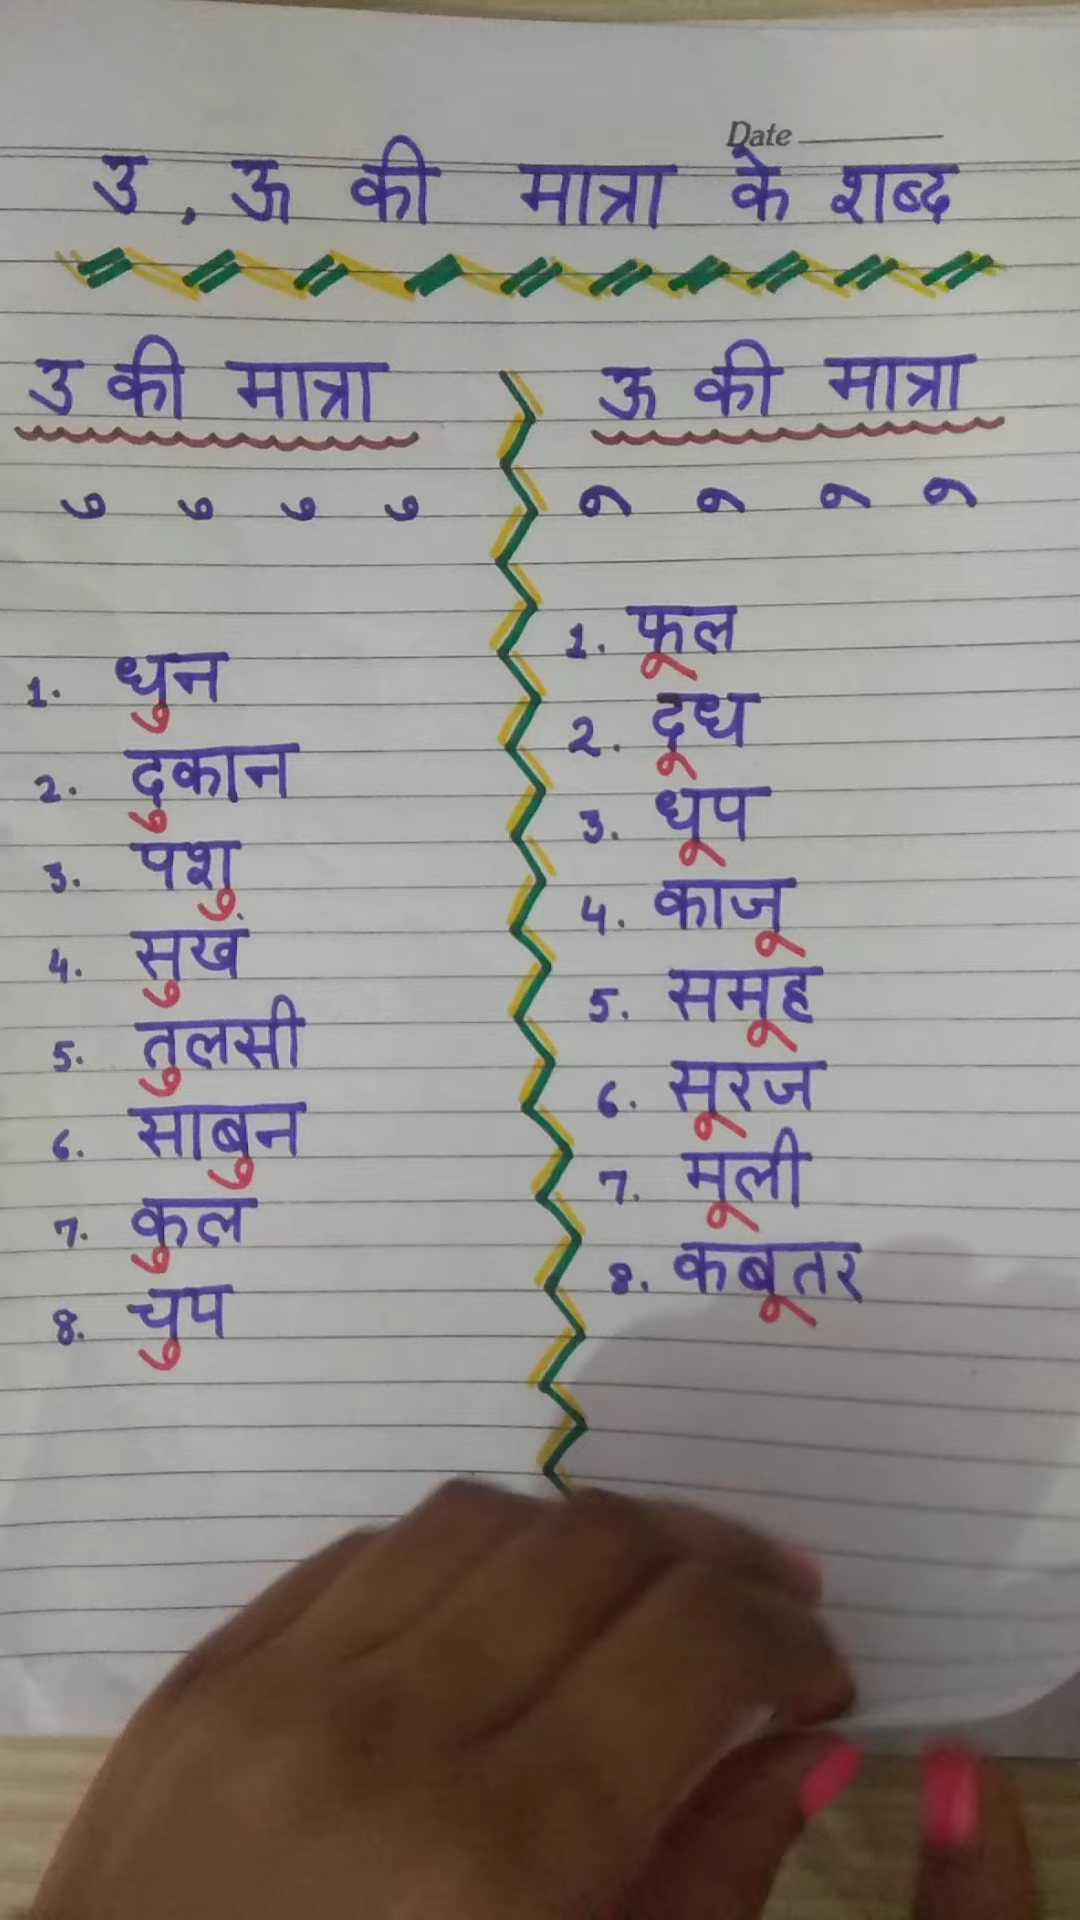 Date
उ, ऊ की मात्रा के शब्द
उ की मात्रा
ु ु ु ु
1. धुन
2. दुकान
3. पशु
4. सुखं
5. तुलसी
6. साबुन
7. कुल
8. चुप
ऊ की मात्रा
ू ू ू ू
1. फूल
2. दूध
3. धूप
4. काजू
5. समूह
6. सूरज
7. मूली
8. कबूतर